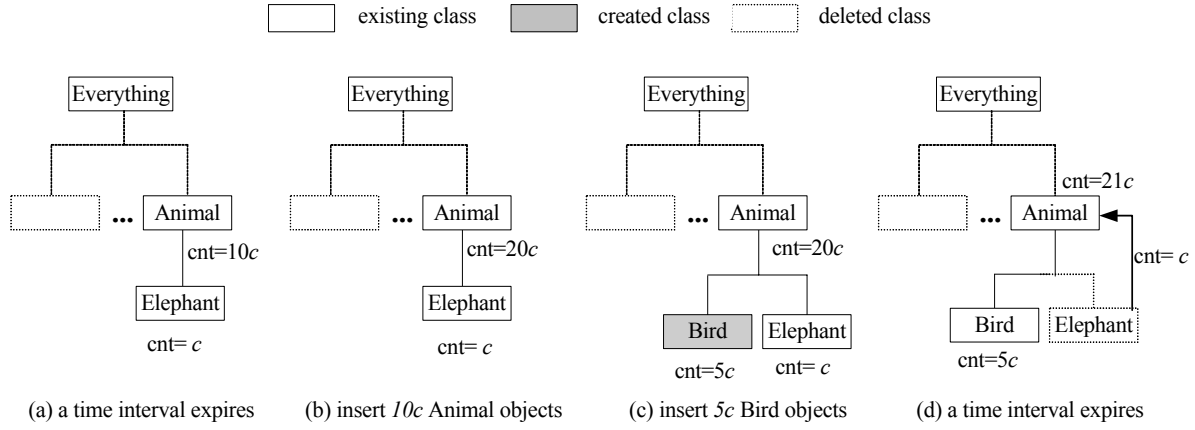 existing class created class deleted class
Everything Everything Everything Everything
cnt=21c
... Animal ... Animal ... Animal ... Animal
cnt=10c cnt=20c cnt=20c cnt= c
Elephant Elephant Bird Elephant Bird Elephant
cnt= c cnt= c cnt=5c cnt= c cnt=5c
(a) a time interval expires (b) insert 10c Animal objects (c) insert 5c Bird objects (d) a time interval expires